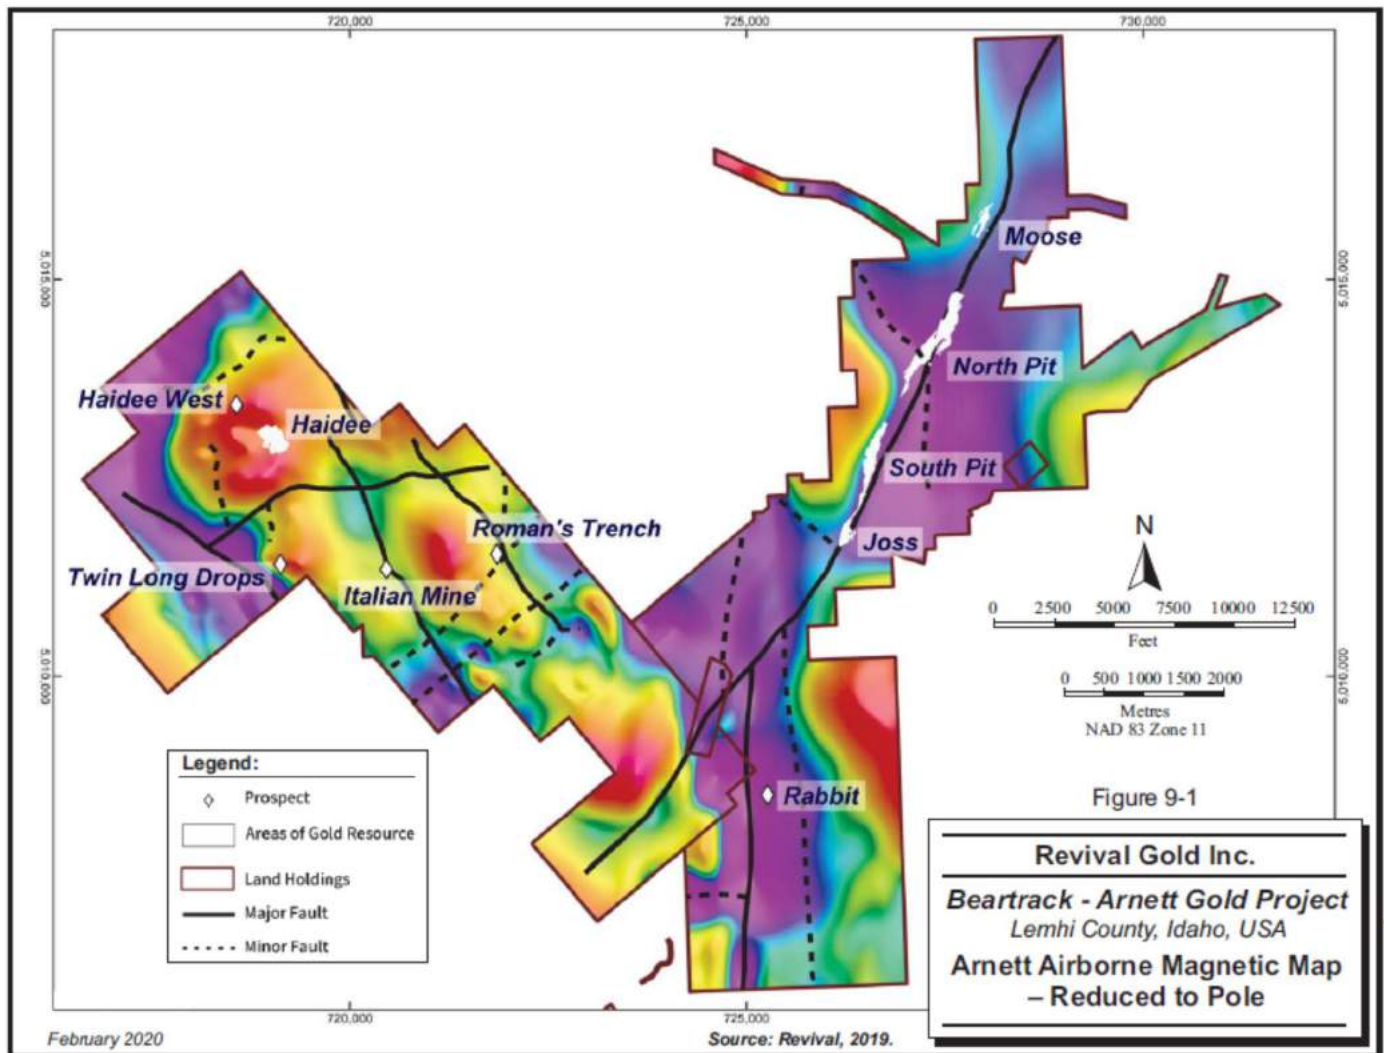 720,000
725,000
730,000
5,015,000
5,015,000
Moose
North Pit
Haidee West
Haidee
South Pit
Roman's Trench
Joss
N
Twin Long Drops
Italian Mine
0 2500 5000 7500 10000 12500
Feet
5,010,000
5,010,000
0 500 1000 1500 2000
Metres
NAD 83 Zone 11
Rabbit
Legend:
Prospect
Areas of Gold Resource
Land Holdings
Major Fault
Minor Fault
Figure 9-1
Revival Gold Inc.
Beartrack - Arnett Gold Project
Lemhi County, Idaho, USA
Arnett Airborne Magnetic Map
– Reduced to Pole
720,000
725,000
February 2020
Source: Revival, 2019.